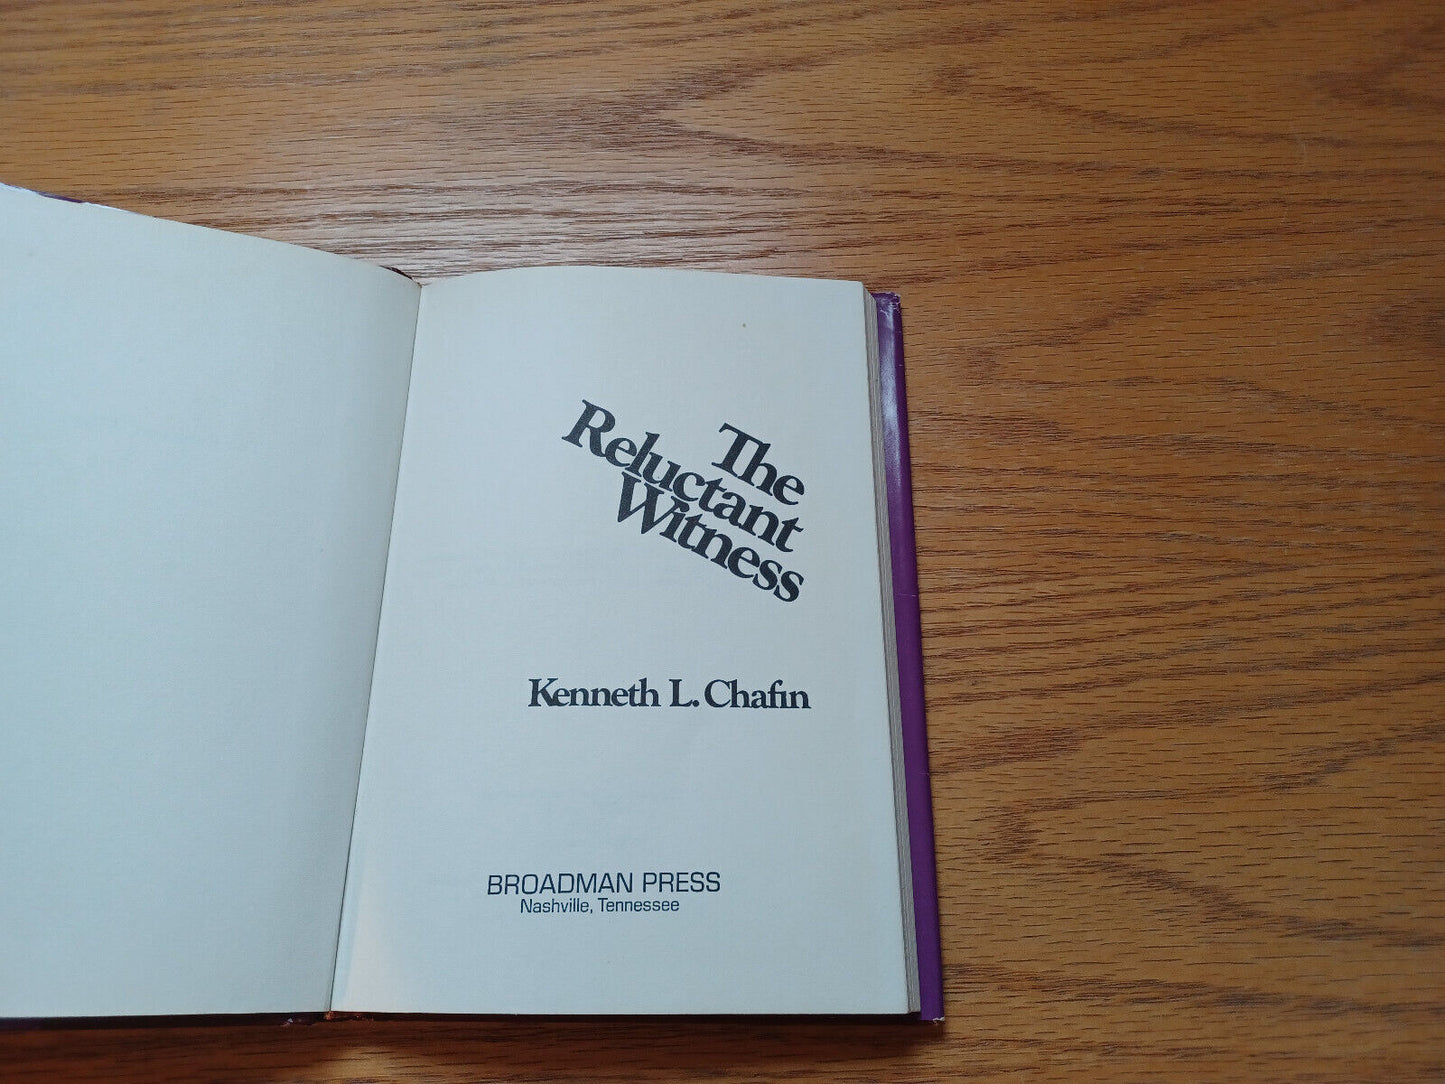 The
Reluctant
Witness
Kenneth L. Chafin
BROADMAN PRESS
Nashville, Tennessee